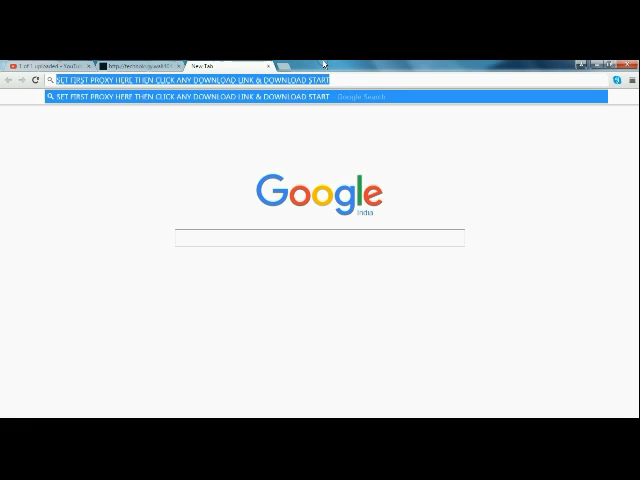 1 of 1 uploaded - YouTu
New Tab
SET FIRST PROXY HERE THEN CLICK ANY DOWNLOAD LINK & DOWNLOAD START
SET FIRST PROXY HERE THEN CLICK ANY DOWNLOAD LINK & DOWNLOAD START - Google Search
Google
India